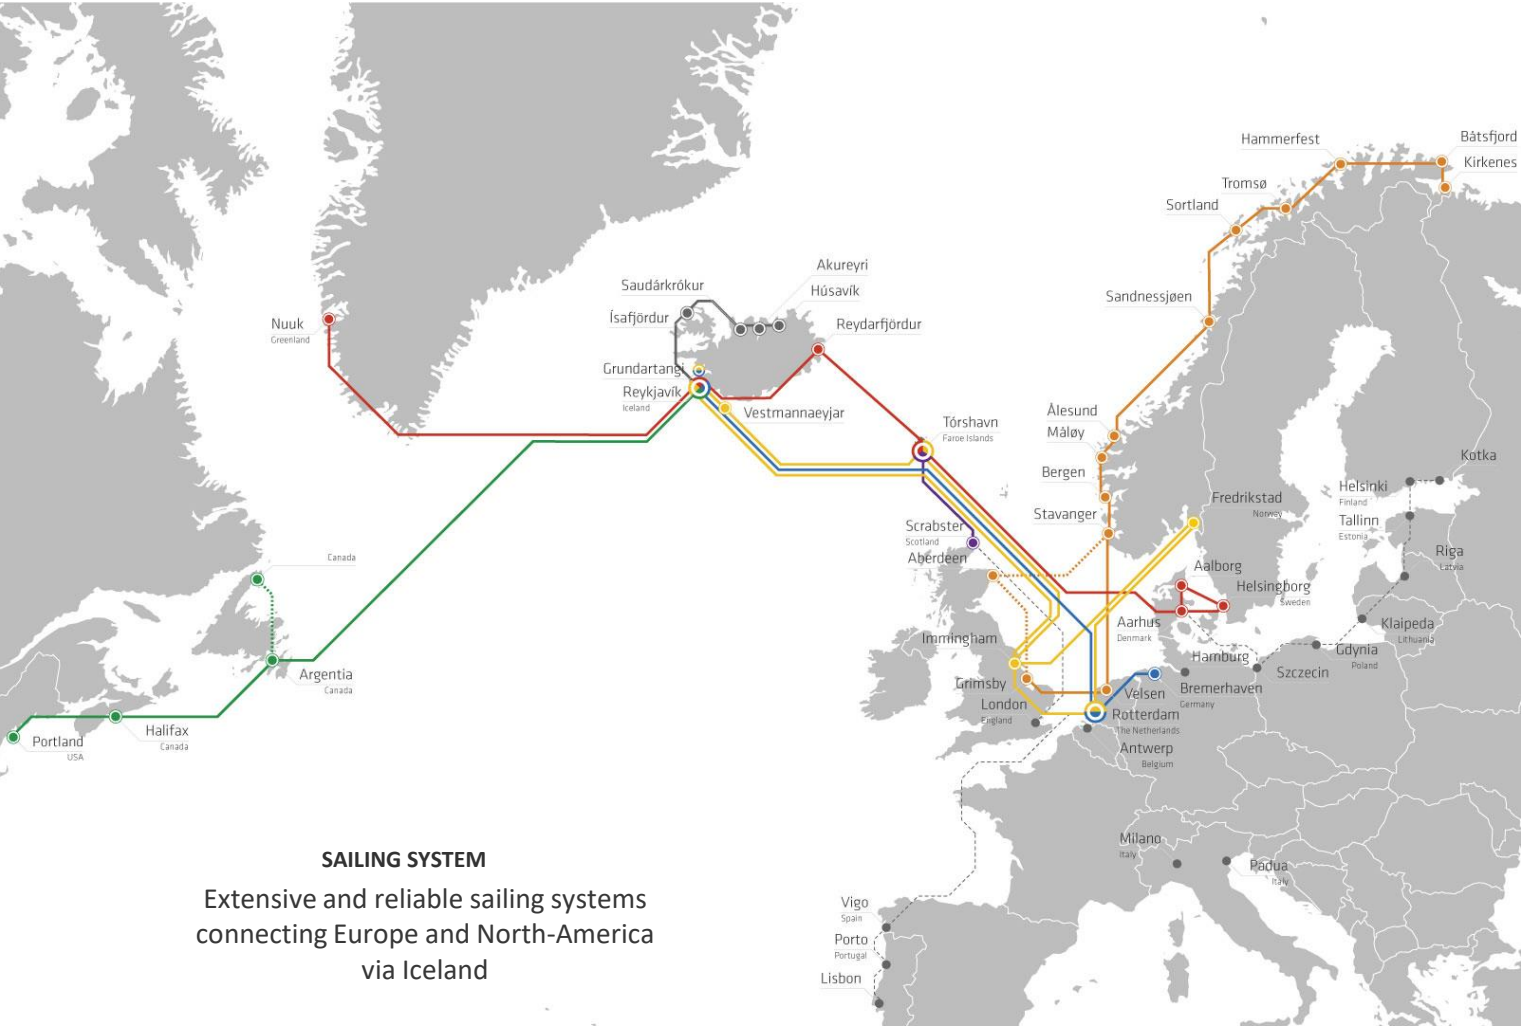 Hammerfest
Båtsfjord
Kirkenes
Tromsø
Sortland
Akureyri
Saudárkrókur
Húsavík
Sandnessjøen
Ísafjördur
Nuuk
Greenland
Reydarfjördur
Grundartangi
Reykjavík
Iceland
Vestmannaeyjar
Ålesund
Måløy
Tórshavn
Faroe Islands
Kotka
Bergen
Helsinki
Finland
Fredrikstad
Norway
Stavanger
Tallinn
Estonia
Scrabster
Scotland
Aberdeen
Riga
Latvia
Canada
Aalborg
Helsingborg
Sweden
Aarhus
Denmark
Klaipeda
Lithuania
Immingham
Gdynia
Poland
Hamburg
Szczecin
Argentia
Canada
Grimsby
Velsen
Bremerhaven
Germany
London
England
Rotterdam
The Netherlands
Halifax
Canada
Portland
USA
Antwerp
Belgium
Milano
Italy
Padua
Italy
SAILING SYSTEM
Extensive and reliable sailing systems
connecting Europe and North-America
via Iceland
Vigo
Spain
Porto
Portugal
Lisbon